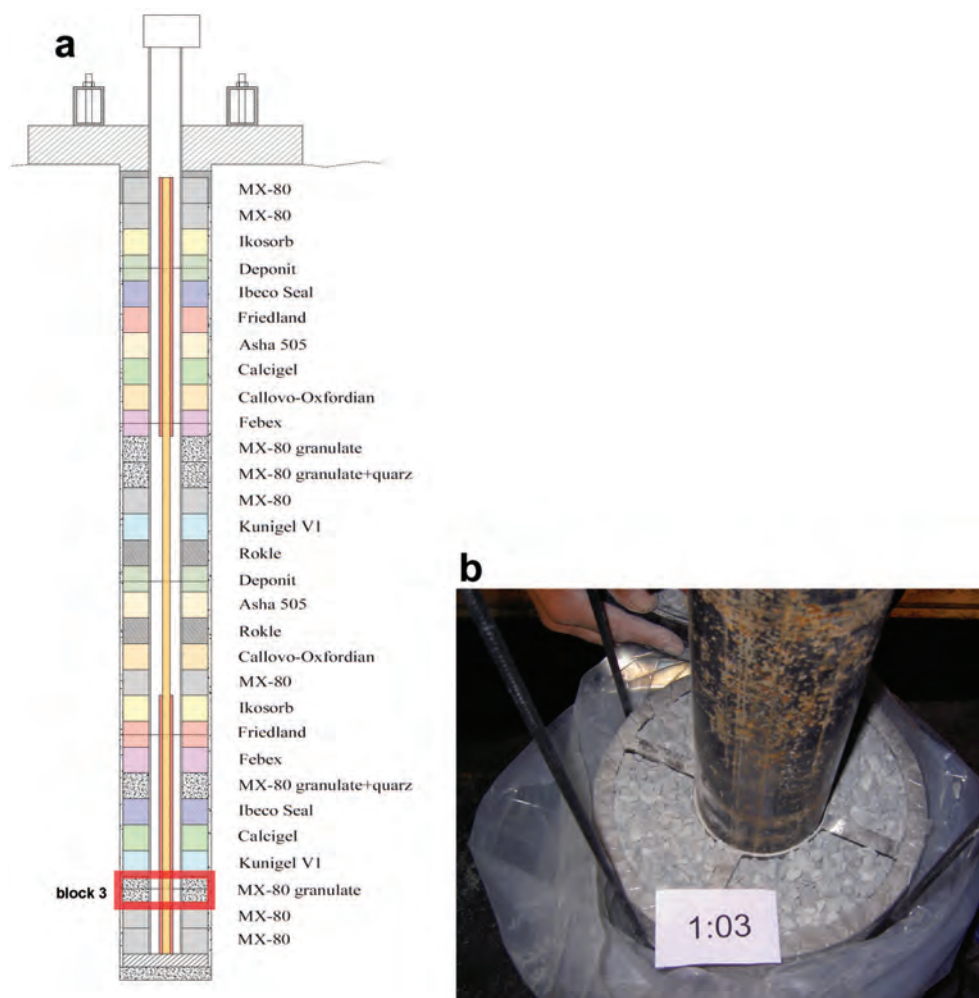 a
MX-80
MX-80
Ikosorb
Deponit
Ibeco Seal
Friedland
Asha 505
Calcigel
Callovo-Oxfordian
Febex
MX-80 granulate
MX-80 granulate+quarz
MX-80
Kunigel V1
Rokle
Deponit
Asha 505
Rokle
Callovo-Oxfordian
MX-80
Ikosorb
Friedland
Febex
MX-80 granulate+quarz
Ibeco Seal
Calcigel
Kunigel V1
block 3
MX-80 granulate
MX-80
MX-80
b
1:03